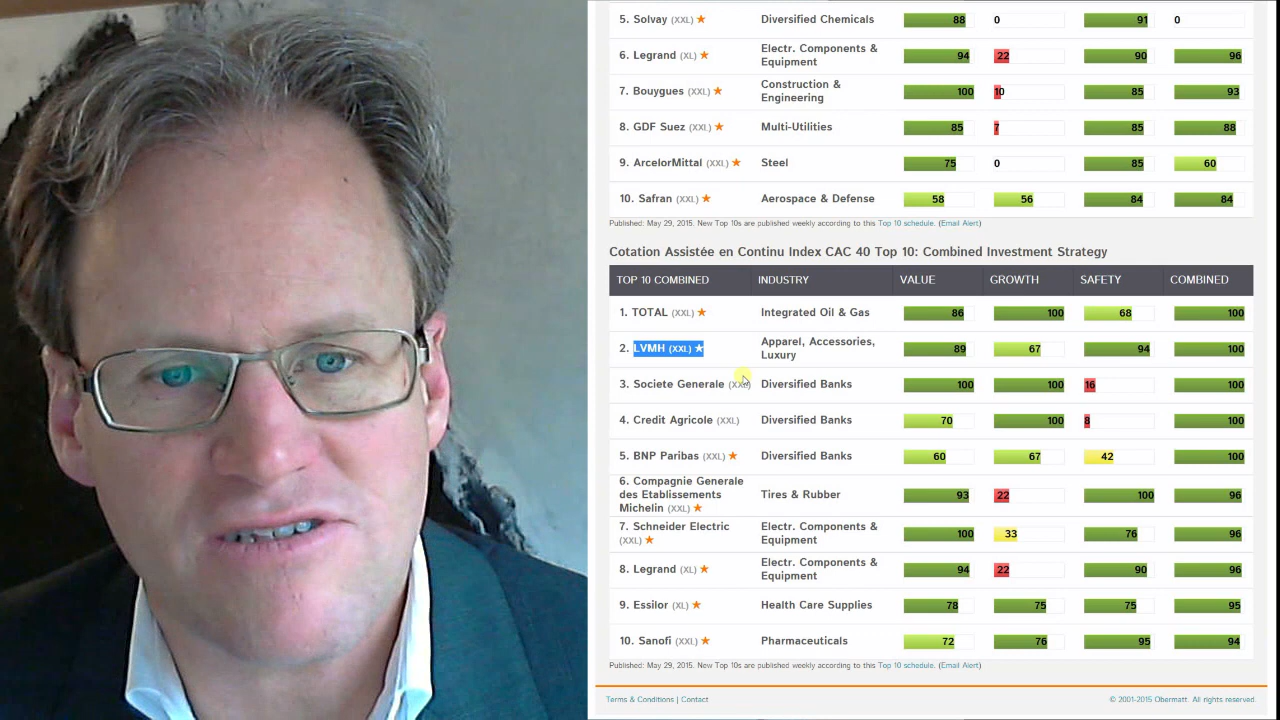 5. Solvay (XXL) ★ Diversified Chemicals 88 0 91 0
6. Legrand (XL) ★ Electr. Components & Equipment 94 22 90 96
7. Bouygues (XXL) ★ Construction & Engineering 100 10 85 93
8. GDF Suez (XXL) ★ Multi-Utilities 85 7 85 88
9. ArcelorMittal (XXL) ★ Steel 75 0 85 60
10. Safran (XXL) ★ Aerospace & Defense 58 56 84 84
Published: May 29, 2015. New Top 10s are published weekly according to this Top 10 schedule. (Email Alert)
Cotation Assistée en Continu Index CAC 40 Top 10: Combined Investment Strategy
TOP 10 COMBINED INDUSTRY VALUE GROWTH SAFETY COMBINED
1. TOTAL (XXL) ★ Integrated Oil & Gas 86 100 68 100
2. LVMH (XXL) ★ Apparel, Accessories, Luxury 89 67 94 100
3. Societe Generale (XXL) Diversified Banks 100 100 16 100
4. Credit Agricole (XXL) Diversified Banks 70 100 8 100
5. BNP Paribas (XXL) ★ Diversified Banks 60 67 42 100
6. Compagnie Generale des Etablissements Michelin (XXL) ★ Tires & Rubber 93 22 100 96
7. Schneider Electric (XXL) ★ Electr. Components & Equipment 100 33 76 96
8. Legrand (XL) ★ Electr. Components & Equipment 94 22 90 96
9. Essilor (XL) ★ Health Care Supplies 78 75 75 95
10. Sanofi (XXL) ★ Pharmaceuticals 72 76 95 94
Published: May 29, 2015. New Top 10s are published weekly according to this Top 10 schedule. (Email Alert)
Terms & Conditions | Contact © 2001-2015 Obermatt. All rights reserved.